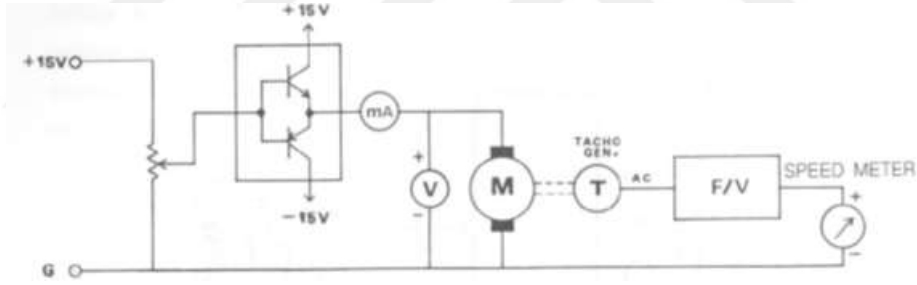 +15V
+15V
mA
TACHO
GEN.
SPEED METER
+
V
-
M
T
AC
F/V
+
-
-15V
G